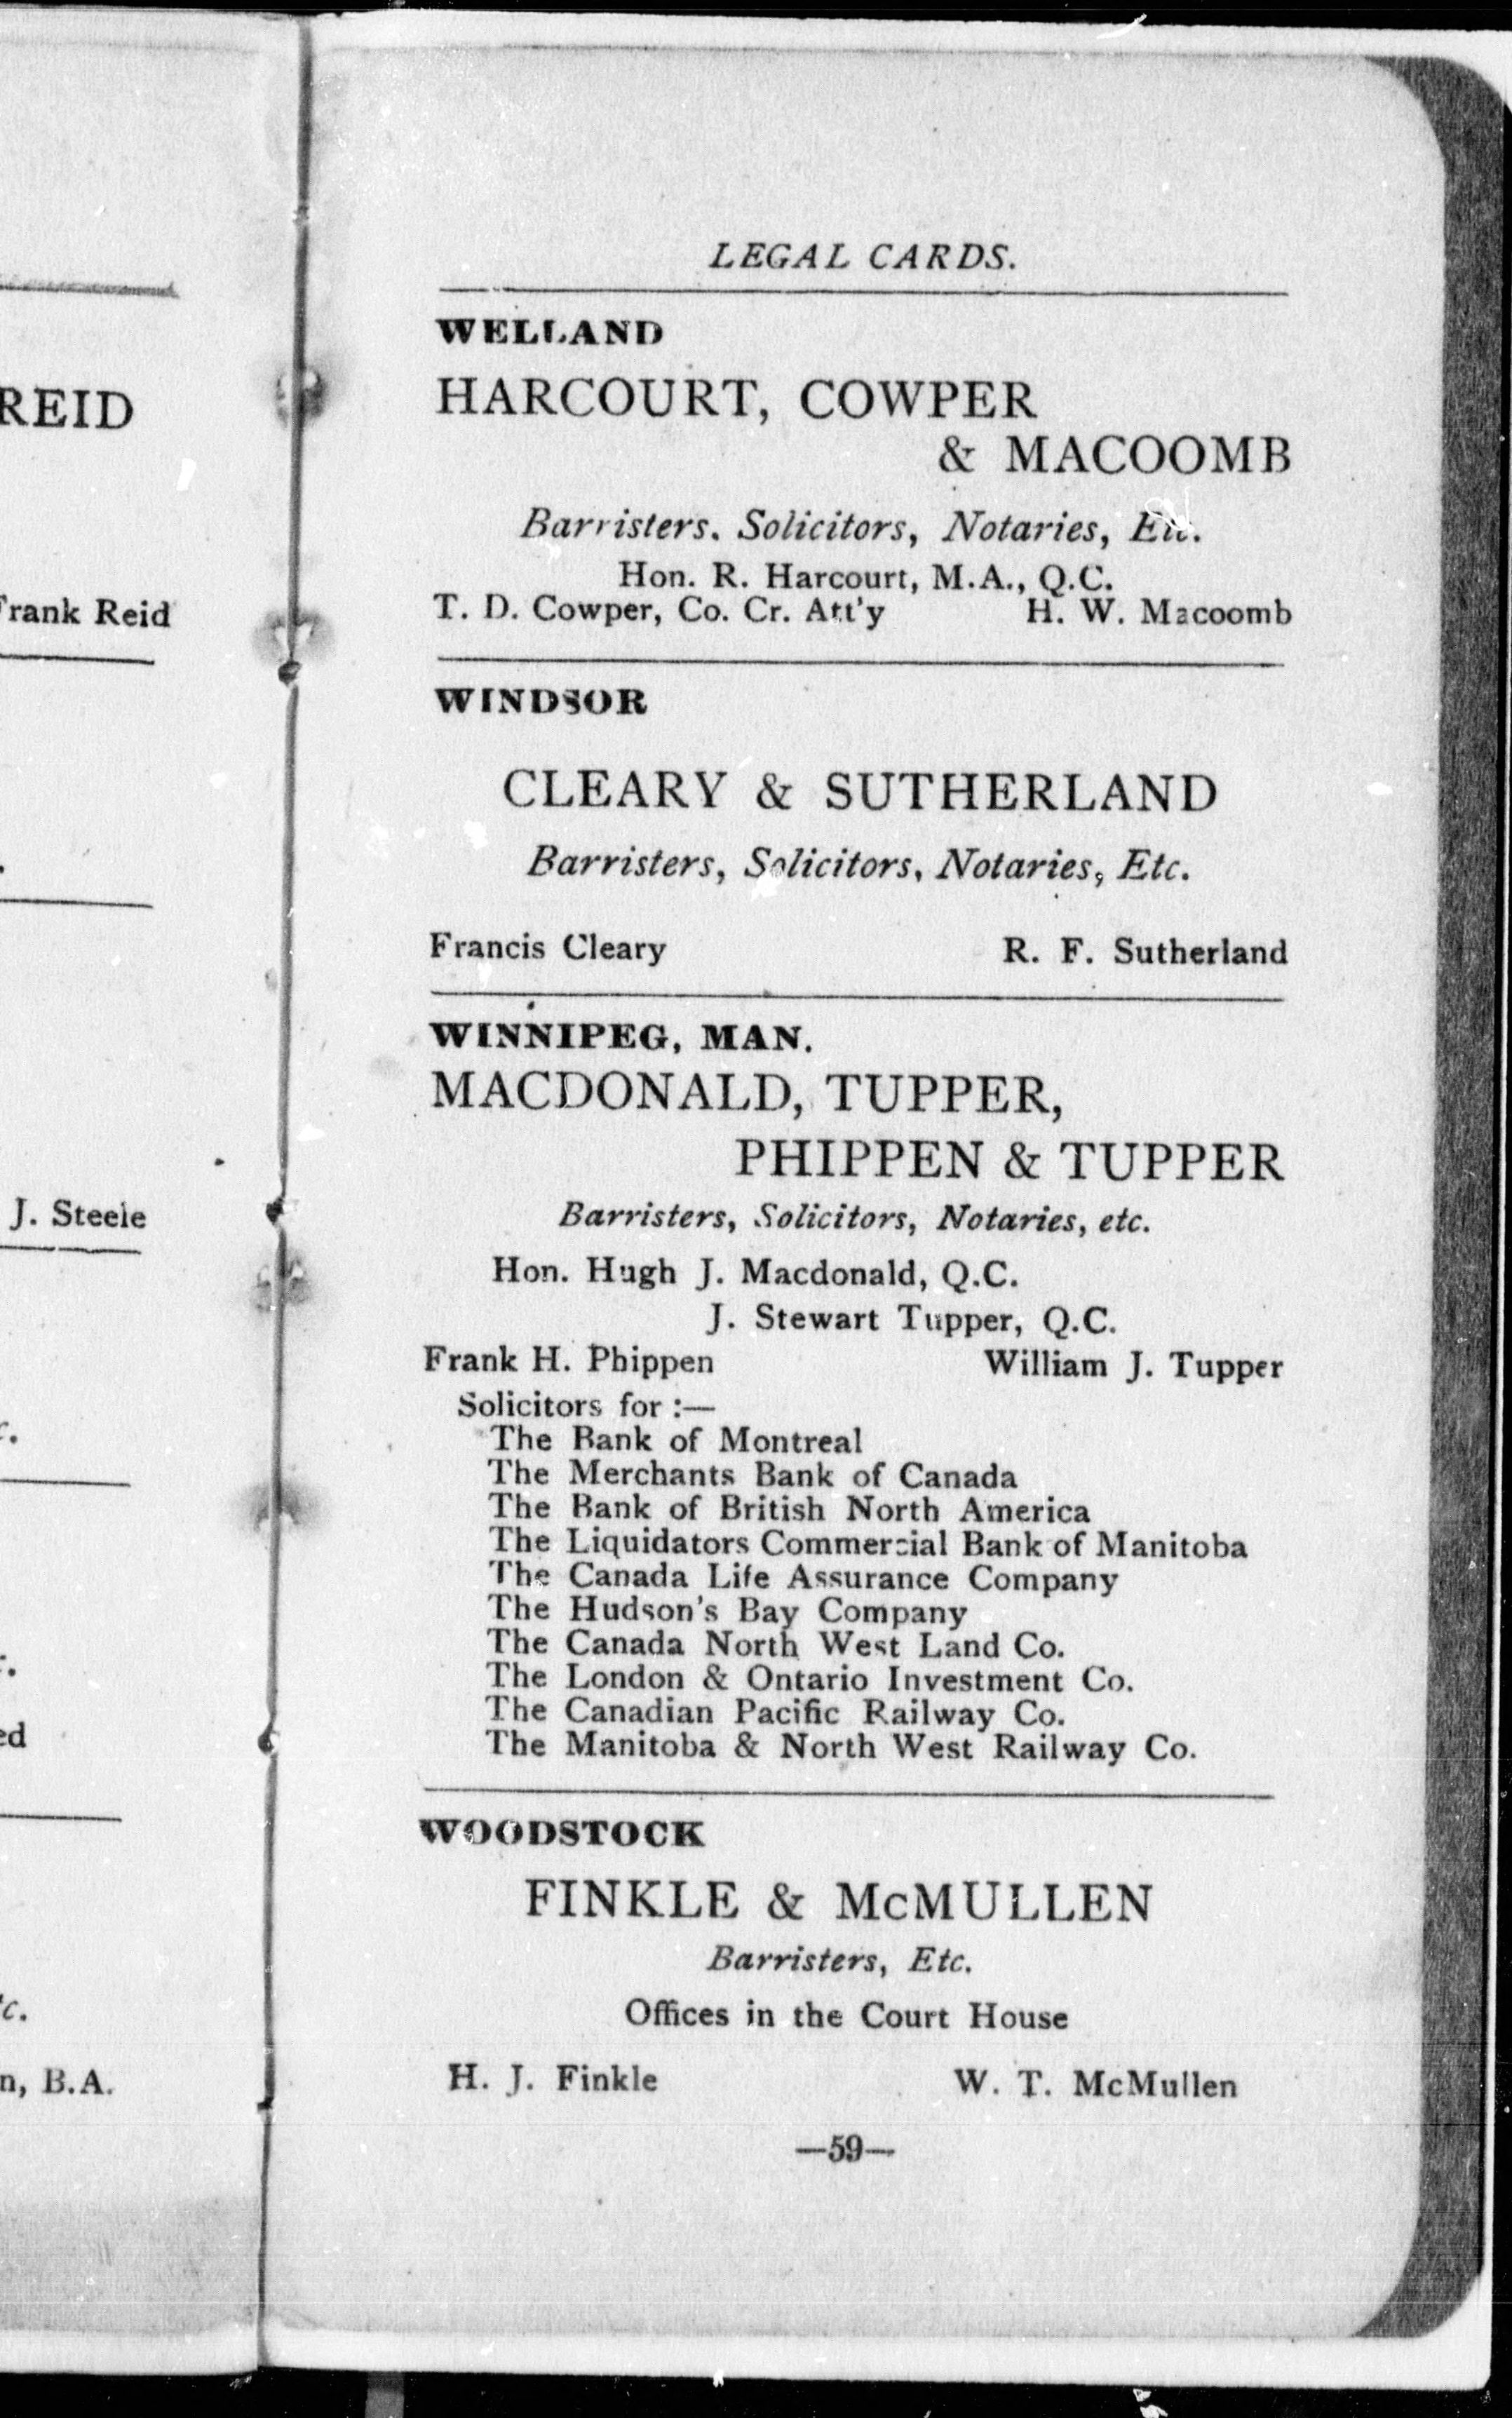 REID
Frank Reid
J. Steele
n, B.A.
LEGAL CARDS.
WELLAND
HARCOURT, COWPER
& MACOOMB
Barristers, Solicitors, Notaries, Etc.
Hon. R. Harcourt, M.A., Q.C.
T. D. Cowper, Co. Cr. Att'y H. W. Macoomb
WINDSOR
CLEARY & SUTHERLAND
Barristers, Solicitors, Notaries, Etc.
Francis Cleary R. F. Sutherland
WINNIPEG, MAN.
MACDONALD, TUPPER,
PHIPPEN & TUPPER
Barristers, Solicitors, Notaries, etc.
Hon. Hugh J. Macdonald, Q.C.
J. Stewart Tupper, Q.C.
Frank H. Phippen William J. Tupper
Solicitors for :—
The Bank of Montreal
The Merchants Bank of Canada
The Bank of British North America
The Liquidators Commercial Bank of Manitoba
The Canada Life Assurance Company
The Hudson's Bay Company
The Canada North West Land Co.
The London & Ontario Investment Co.
The Canadian Pacific Railway Co.
The Manitoba & North West Railway Co.
WOODSTOCK
FINKLE & McMULLEN
Barristers, Etc.
Offices in the Court House
H. J. Finkle W. T. McMullen
—59—